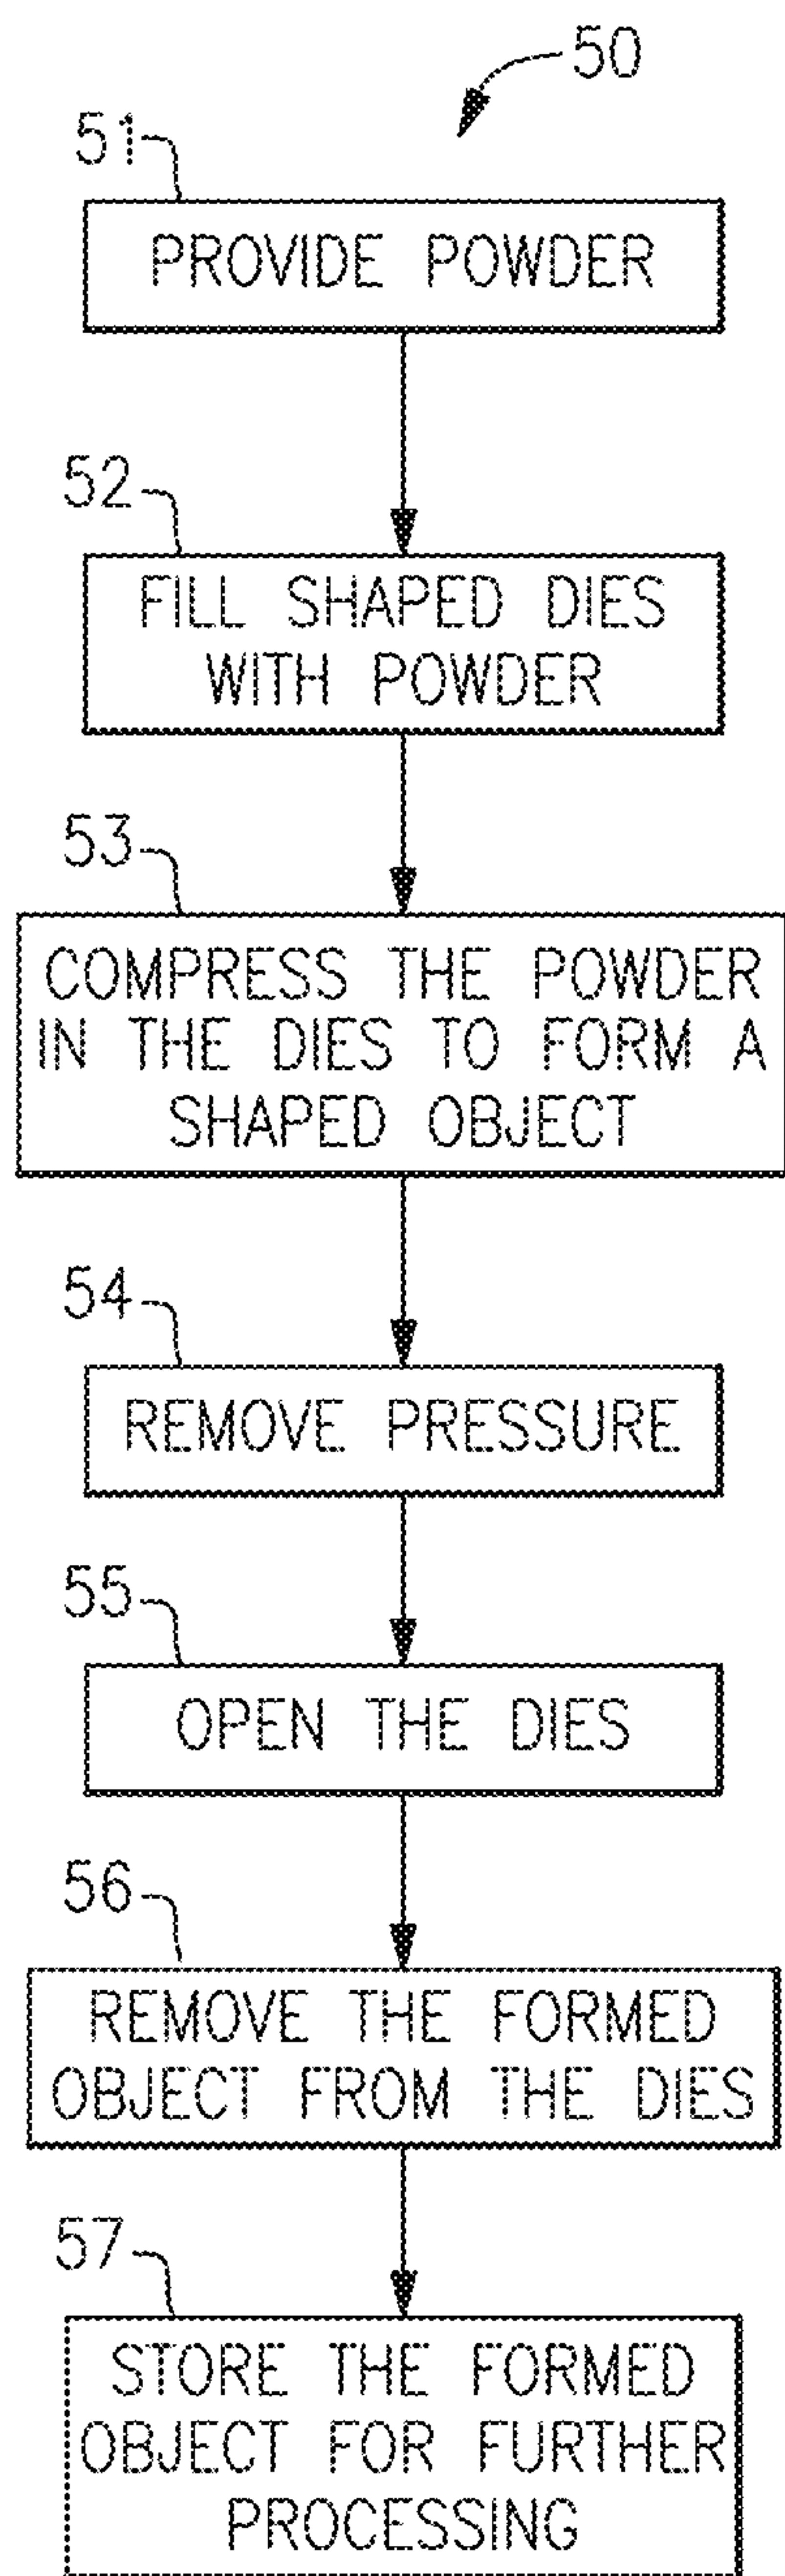 50
51
PROVIDE POWDER
52
FILL SHAPED DIES
WITH POWDER
53
COMPRESS THE POWDER
IN THE DIES TO FORM A
SHAPED OBJECT
54
REMOVE PRESSURE
55
OPEN THE DIES
56
REMOVE THE FORMED
OBJECT FROM THE DIES
57
STORE THE FORMED
OBJECT FOR FURTHER
PROCESSING